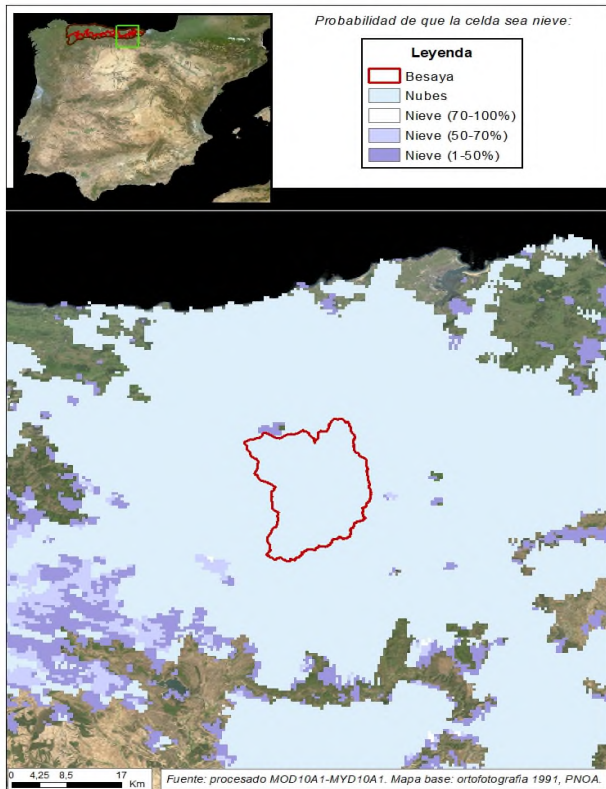 Probabilidad de que la celda sea nieve:
Leyenda
Besaya
Nubes
Nieve (70-100%)
Nieve (50-70%)
Nieve (1-50%)
0 4,25 8,5 17
Km
Fuente: procesado MOD10A1-MYD10A1. Mapa base: ortofotografia 1991, PNOA.